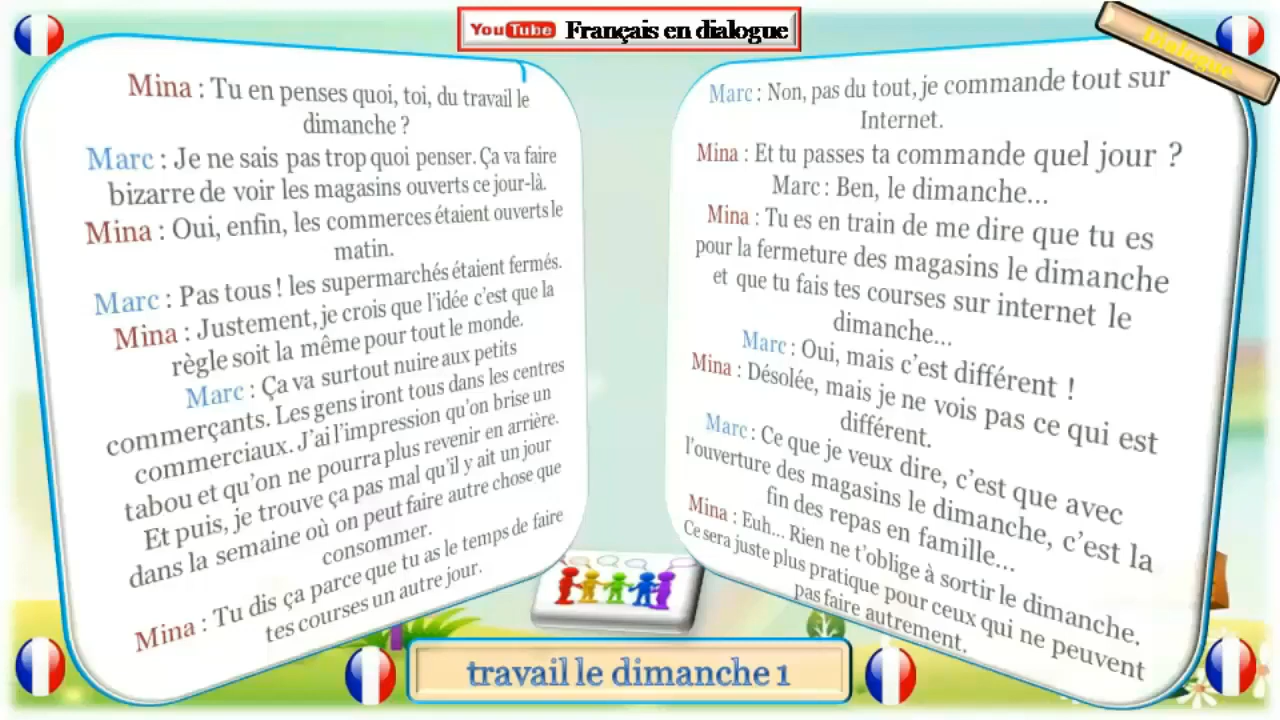 YouTube Français en dialogue
Dialogue
Mina : Tu en penses quoi, toi, du travail le
dimanche ?
Marc : Je ne sais pas trop quoi penser. Ça va faire
bizarre de voir les magasins ouverts ce jour-là.
Mina : Oui, enfin, les commerces étaient ouverts le
matin.
Marc : Pas tous ! les supermarchés étaient fermés.
Mina : Justement, je crois que l'idée c'est que la
règle soit la même pour tout le monde.
Marc : Ça va surtout nuire aux petits
commerçants. Les gens iront tous dans les centres
commerciaux. J'ai l'impression qu'on brise un
tabou et qu'on ne pourra plus revenir en arrière.
Et puis, je trouve ça pas mal qu'il y ait un jour
dans la semaine où on peut faire autre chose que
consommer.
Mina : Tu dis ça parce que tu as le temps de faire
tes courses un autre jour.
Marc : Non, pas du tout, je commande tout sur
Internet.
Mina : Et tu passes ta commande quel jour ?
Marc : Ben, le dimanche...
Mina : Tu es en train de me dire que tu es
pour la fermeture des magasins le dimanche
et que tu fais tes courses sur internet le
dimanche...
Marc : Oui, mais c'est différent !
Mina : Désolée, mais je ne vois pas ce qui est
différent.
Marc : Ce que je veux dire, c'est que avec
l'ouverture des magasins le dimanche, c'est la
fin des repas en famille...
Mina : Euh... Rien ne t'oblige à sortir le dimanche.
Ce sera juste plus pratique pour ceux qui ne peuvent
pas faire autrement.
travail le dimanche 1